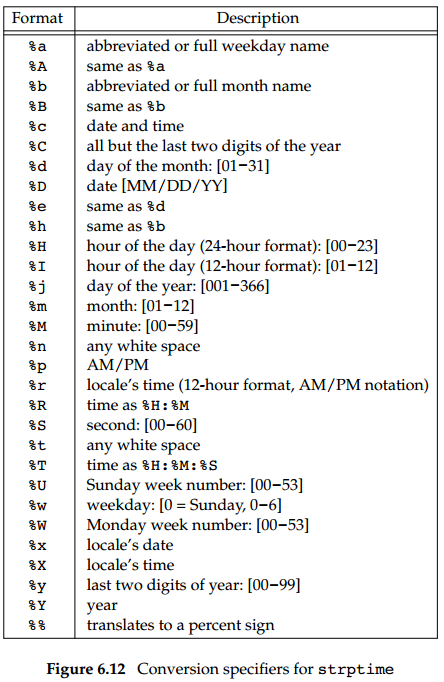 Format Description
%a abbreviated or full weekday name
%A same as %a
%b abbreviated or full month name
%B same as %b
%c date and time
%C all but the last two digits of the year
%d day of the month: [01–31]
%D date [MM/DD/YY]
%e same as %d
%h same as %b
%H hour of the day (24-hour format): [00–23]
%I hour of the day (12-hour format): [01–12]
%j day of the year: [001–366]
%m month: [01–12]
%M minute: [00–59]
%n any white space
%p AM/PM
%r locale’s time (12-hour format, AM/PM notation)
%R time as %H:%M
%S second: [00–60]
%t any white space
%T time as %H:%M:%S
%U Sunday week number: [00–53]
%w weekday: [0 = Sunday, 0–6]
%W Monday week number: [00–53]
%x locale’s date
%X locale’s time
%y last two digits of year: [00–99]
%Y year
%% translates to a percent sign
Figure 6.12 Conversion specifiers for strptime